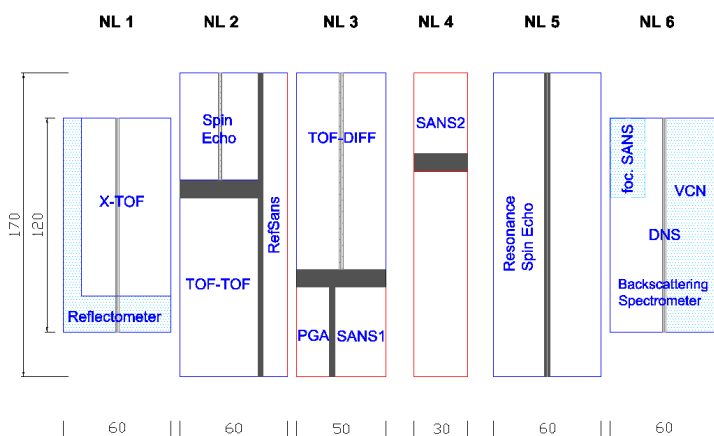 NL 1 NL 2 NL 3 NL 4 NL 5 NL 6
Spin
Echo
TOF-DIFF
SANS2
foc. SANS
X-TOF
VCN
170
120
RefSans
Resonance
Spin Echo
DNS
TOF-TOF
Backscattering
Spectrometer
Reflectometer
PGA
SANS1
60 60 50 30 60 60